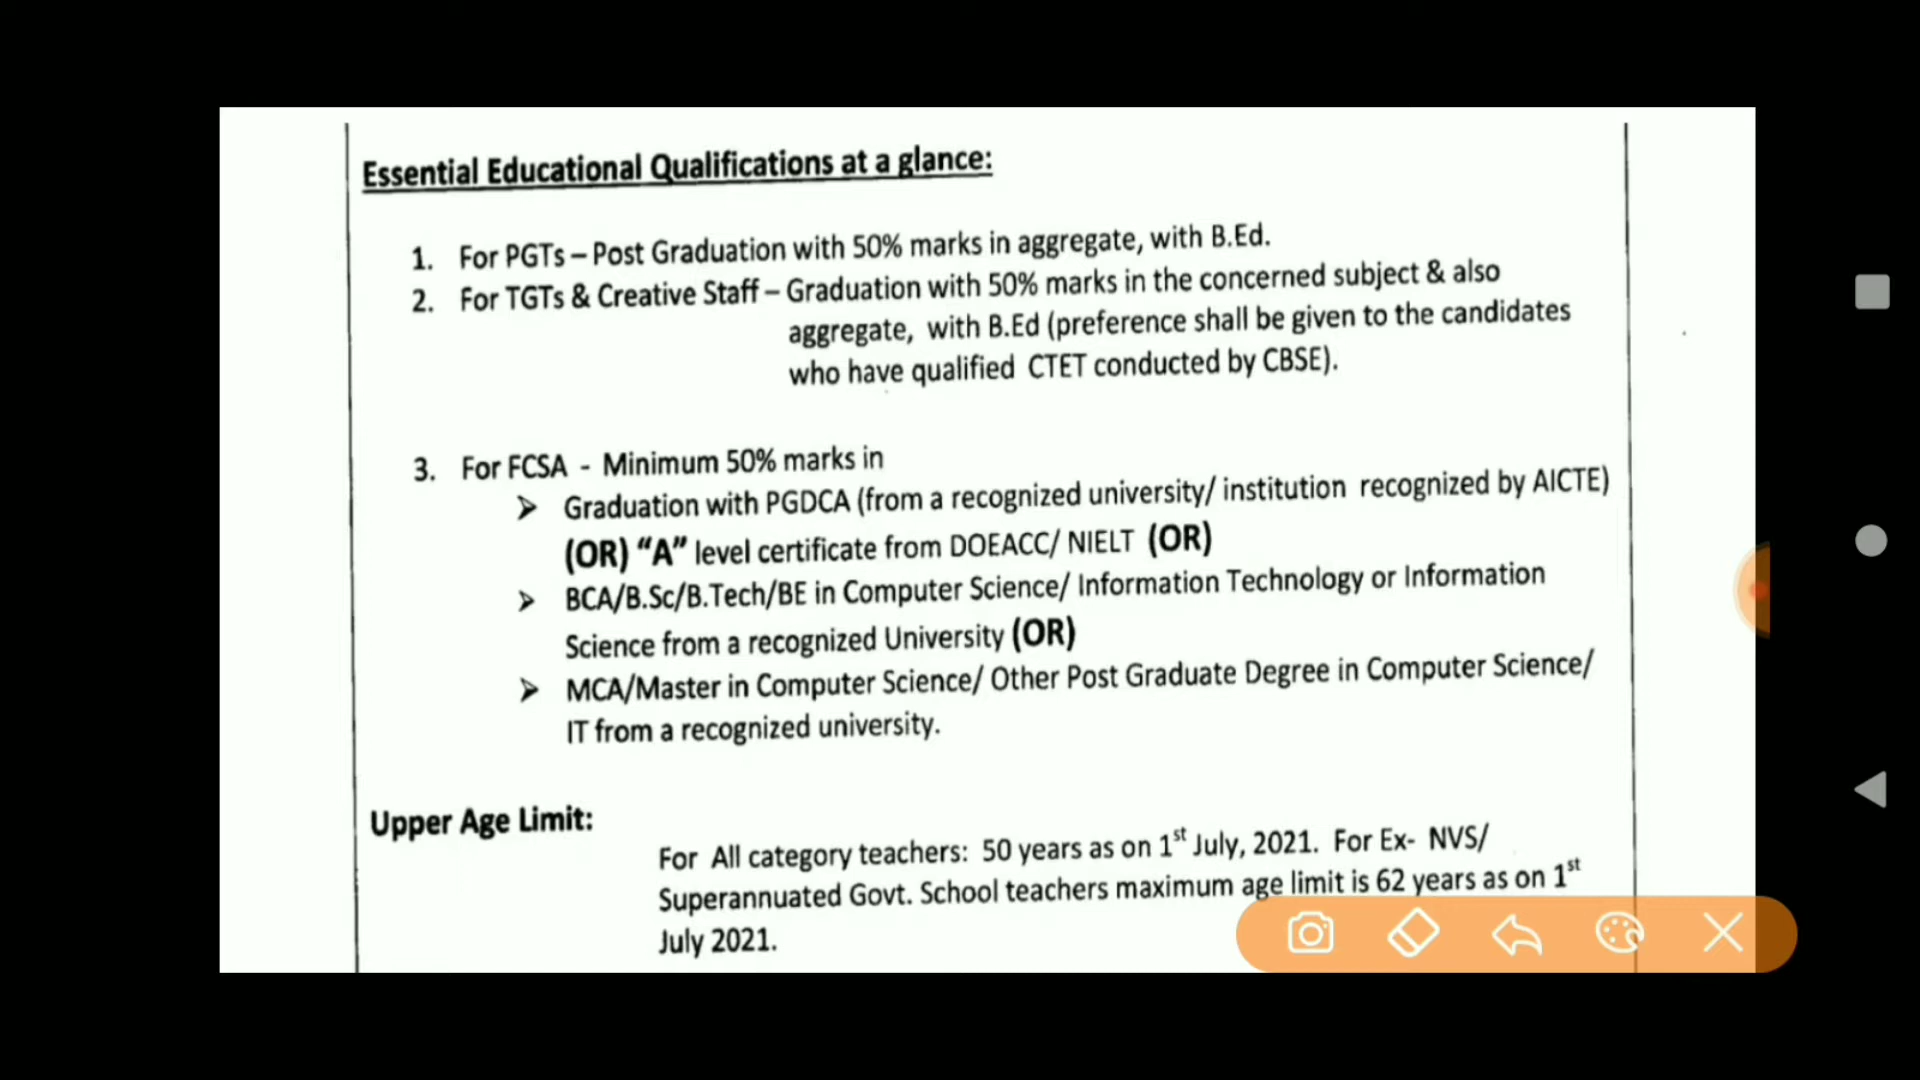 Essential Educational Qualifications at a glance:
1. For PGTs – Post Graduation with 50% marks in aggregate, with B.Ed.
2. For TGTs & Creative Staff – Graduation with 50% marks in the concerned subject & also
aggregate, with B.Ed (preference shall be given to the candidates
who have qualified CTET conducted by CBSE).
3. For FCSA - Minimum 50% marks in
➢ Graduation with PGDCA (from a recognized university/ institution recognized by AICTE)
(OR) “A” level certificate from DOEACC/ NIELT (OR)
➢ BCA/B.Sc/B.Tech/BE in Computer Science/ Information Technology or Information
Science from a recognized University (OR)
➢ MCA/Master in Computer Science/ Other Post Graduate Degree in Computer Science/
IT from a recognized university.
Upper Age Limit:
For All category teachers: 50 years as on 1st July, 2021. For Ex- NVS/
Superannuated Govt. School teachers maximum age limit is 62 years as on 1st
July 2021.